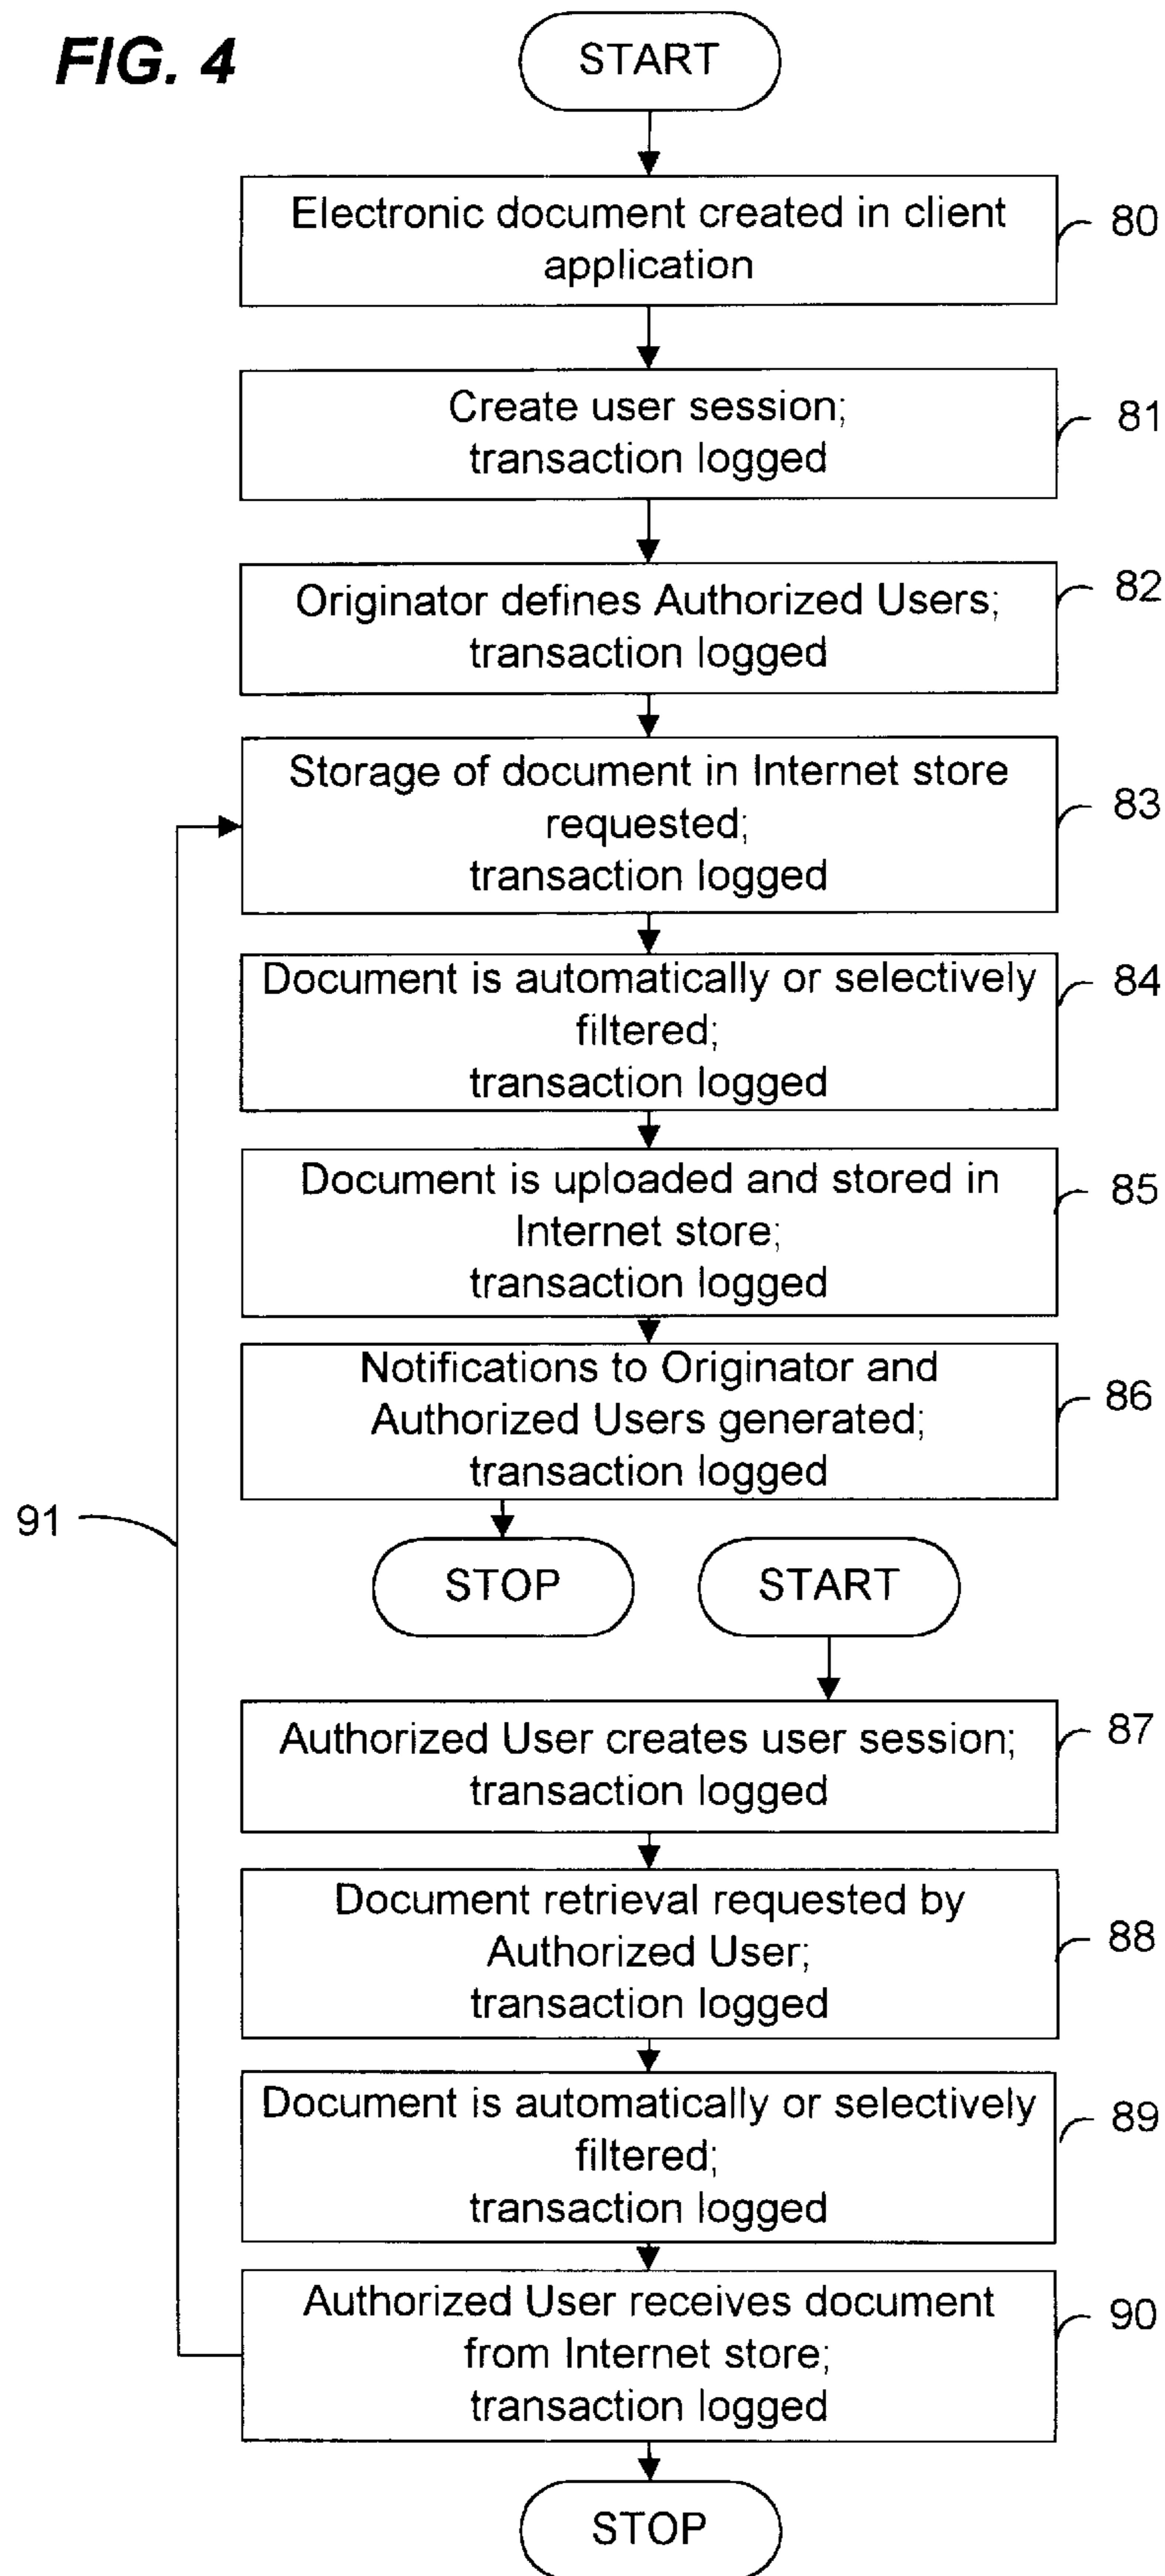 FIG. 4
START
Electronic document created in client
application
80
Create user session;
transaction logged
81
Originator defines Authorized Users;
transaction logged
82
Storage of document in Internet store
requested;
transaction logged
83
Document is automatically or selectively
filtered;
transaction logged
84
Document is uploaded and stored in
Internet store;
transaction logged
85
Notifications to Originator and
Authorized Users generated;
transaction logged
86
91
STOP
START
Authorized User creates user session;
transaction logged
87
Document retrieval requested by
Authorized User;
transaction logged
88
Document is automatically or selectively
filtered;
transaction logged
89
Authorized User receives document
from Internet store;
transaction logged
90
STOP